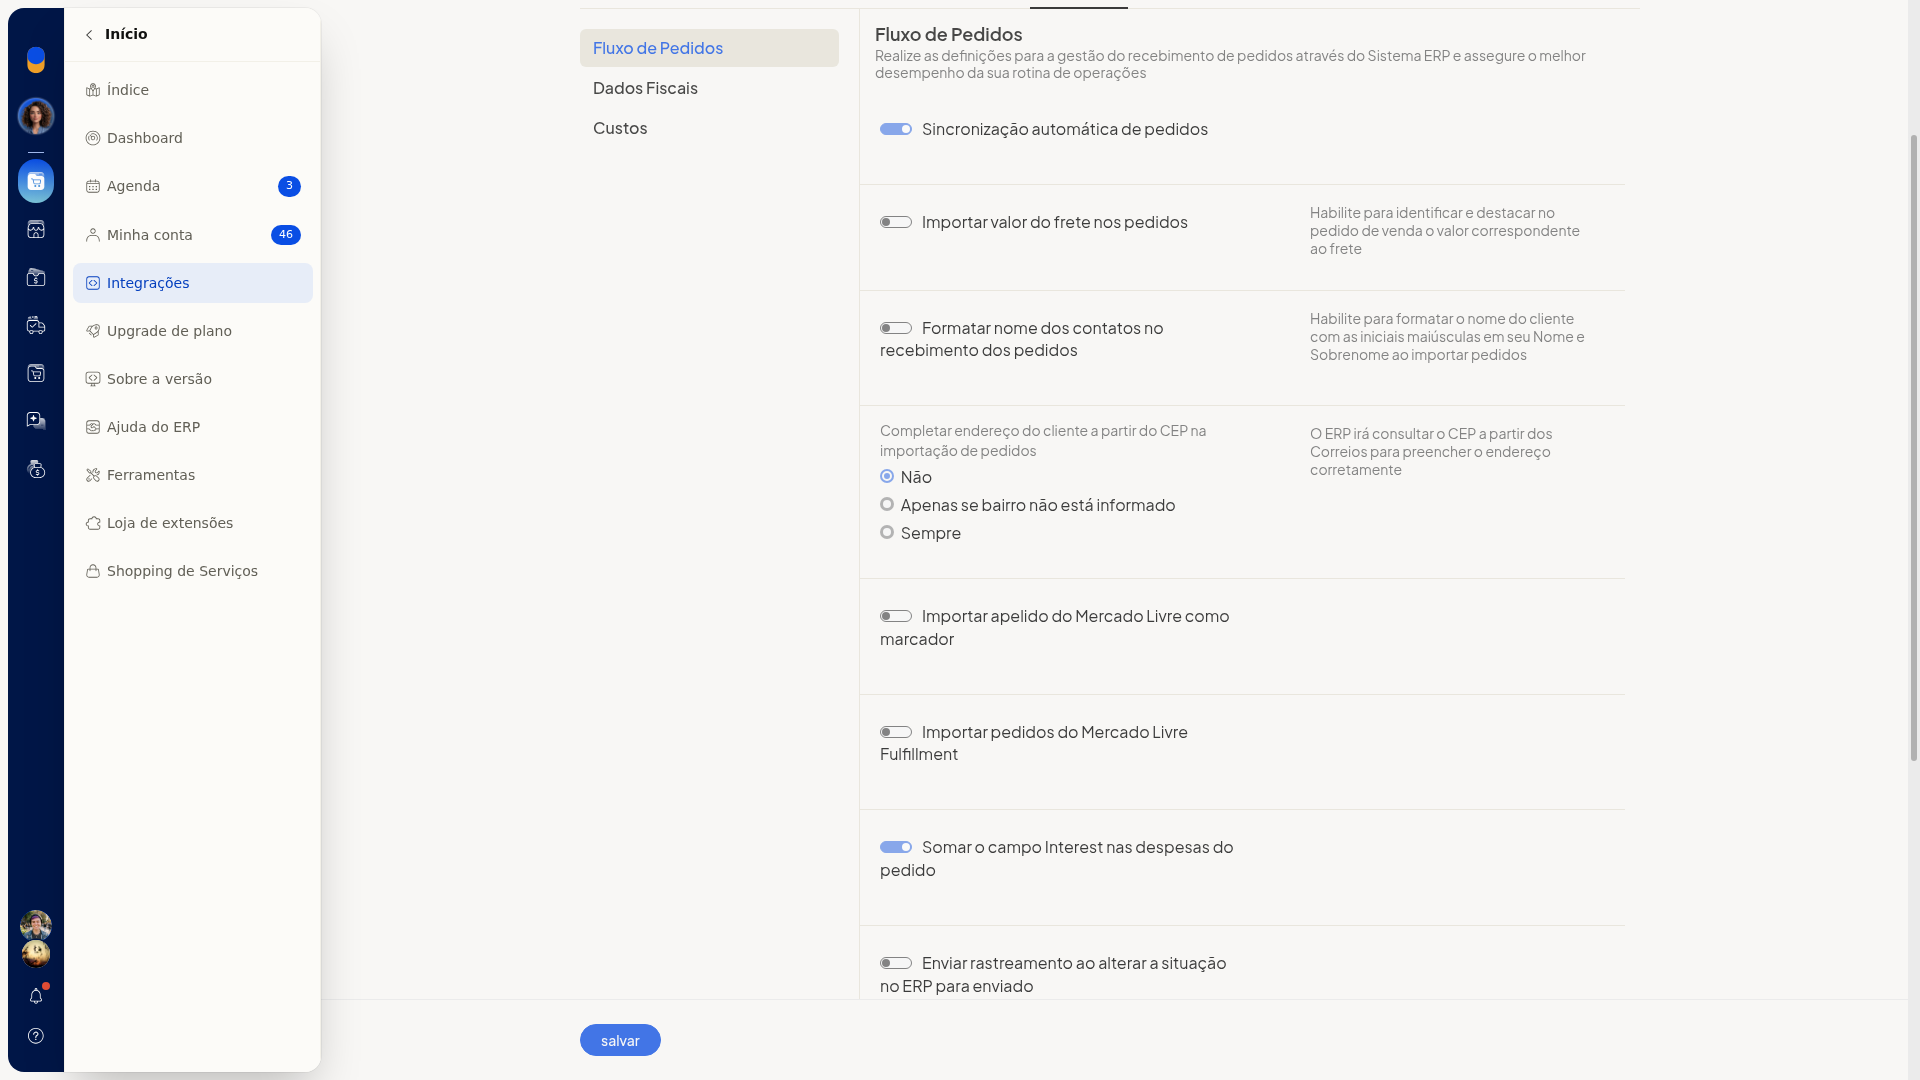 Início
Índice
Dashboard
Agenda
3
Minha conta
46
Integrações
Upgrade de plano
Sobre a versão
Ajuda do ERP
Ferramentas
Loja de extensões
Shopping de Serviços
Fluxo de Pedidos
Dados Fiscais
Custos
Fluxo de Pedidos
Realize as definições para a gestão do recebimento de pedidos através do Sistema ERP e assegure o melhor
desempenho da sua rotina de operações
Sincronização automática de pedidos
Importar valor do frete nos pedidos
Habilite para identificar e destacar no
pedido de venda o valor correspondente
ao frete
Formatar nome dos contatos no
recebimento dos pedidos
Habilite para formatar o nome do cliente
com as iniciais maiúsculas em seu Nome e
Sobrenome ao importar pedidos
Completar endereço do cliente a partir do CEP na
importação de pedidos
Não
Apenas se bairro não está informado
Sempre
O ERP irá consultar o CEP a partir dos
Correios para preencher o endereço
corretamente
Importar apelido do Mercado Livre como
marcador
Importar pedidos do Mercado Livre
Fulfillment
Somar o campo Interest nas despesas do
pedido
Enviar rastreamento ao alterar a situação
no ERP para enviado
salvar